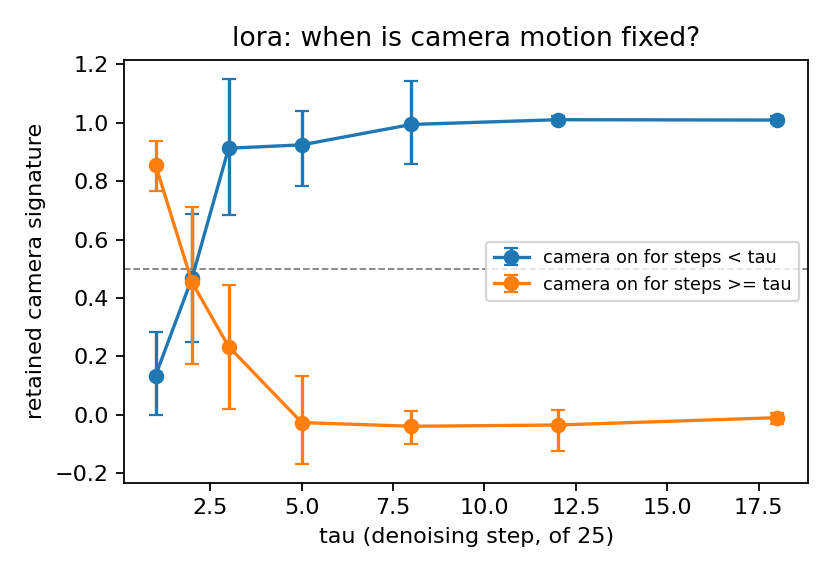 lora: when is camera motion fixed?
1.2
1.0
0.8
0.6
0.4
0.2
0.0
−0.2
retained camera signature
camera on for steps < tau
camera on for steps >= tau
2.5 5.0 7.5 10.0 12.5 15.0 17.5
tau (denoising step, of 25)